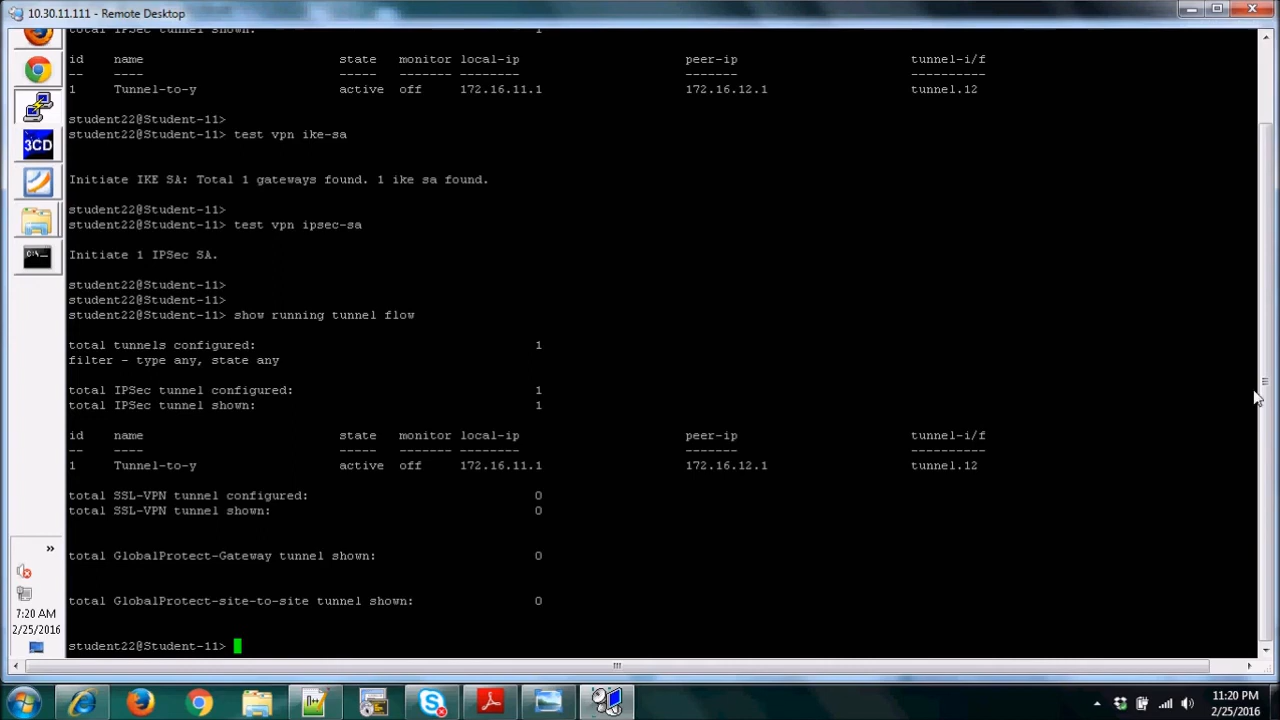 10.30.11.111 - Remote Desktop
total IPSec tunnel shown: 1
id name state monitor local-ip peer-ip tunnel-i/f
-- ---- ----- ------- -------- ------- ----------
1 Tunnel-to-y active off 172.16.11.1 172.16.12.1 tunnel.12
student22@Student-11>
student22@Student-11> test vpn ike-sa
Initiate IKE SA: Total 1 gateways found. 1 ike sa found.
student22@Student-11>
student22@Student-11> test vpn ipsec-sa
Initiate 1 IPSec SA.
student22@Student-11>
student22@Student-11>
student22@Student-11> show running tunnel flow
total tunnels configured: 1
filter - type any, state any
total IPSec tunnel configured: 1
total IPSec tunnel shown: 1
id name state monitor local-ip peer-ip tunnel-i/f
-- ---- ----- ------- -------- ------- ----------
1 Tunnel-to-y active off 172.16.11.1 172.16.12.1 tunnel.12
total SSL-VPN tunnel configured: 0
total SSL-VPN tunnel shown: 0
total GlobalProtect-Gateway tunnel shown: 0
total GlobalProtect-site-to-site tunnel shown: 0
student22@Student-11>
3CD
7:20 AM
2/25/2016
11:20 PM
2/25/2016